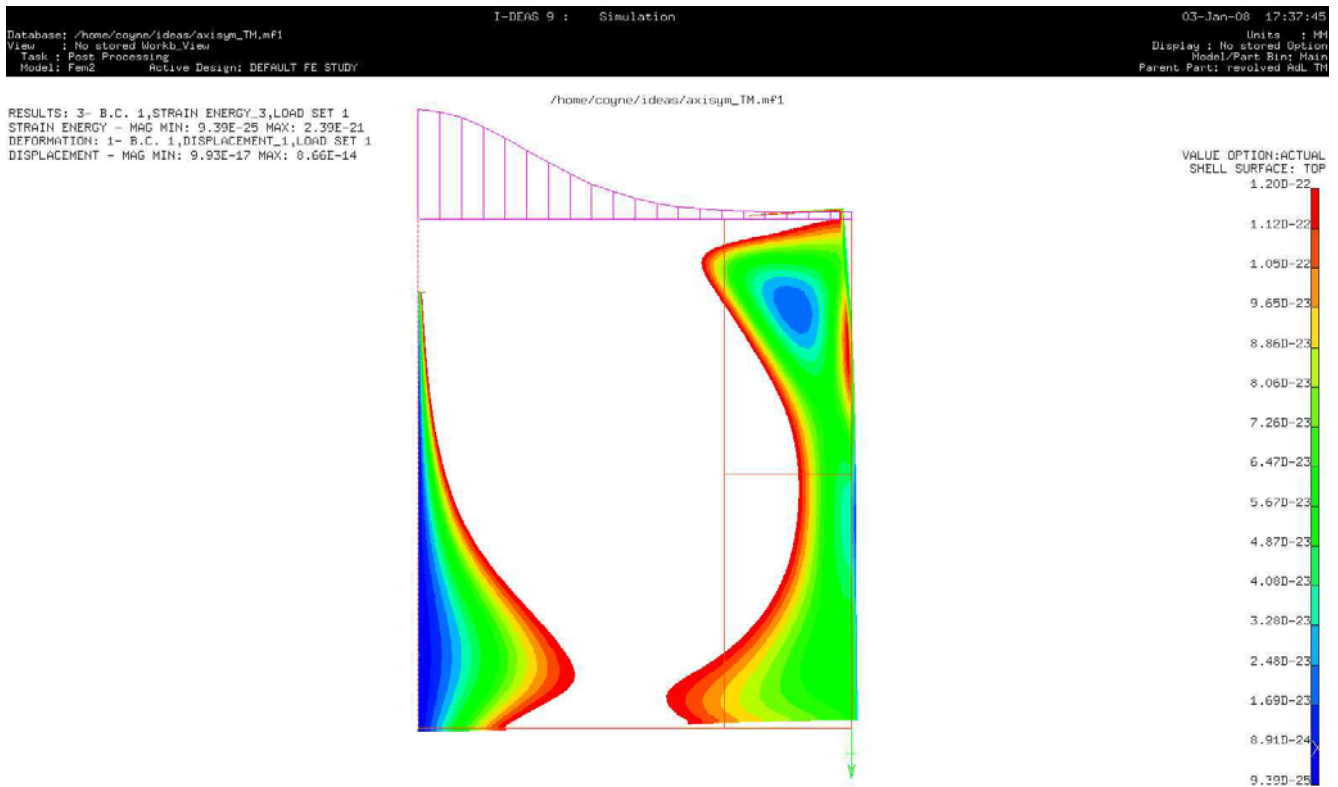 I-DEAS 9 : Simulation
03-Jan-08 17:37:45
Database: /home/coyne/ideas/axisym_TM.mf1
View : No stored Workb_View
Task : Post Processing
Model: Fem2 Active Design: DEFAULT FE STUDY
Units : MM
Display : No stored Option
Model/Part Bin: Main
Parent Part: revolved AdL TM
/home/coyne/ideas/axisym_TM.mf1
RESULTS: 3- B.C. 1,STRAIN ENERGY_3,LOAD SET 1
STRAIN ENERGY - MAG MIN: 9.39E-25 MAX: 2.39E-21
DEFORMATION: 1- B.C. 1,DISPLACEMENT_1,LOAD SET 1
DISPLACEMENT - MAG MIN: 9.93E-17 MAX: 8.66E-14
VALUE OPTION:ACTUAL
SHELL SURFACE: TOP
1.20D-22
1.12D-22
1.05D-22
9.65D-23
8.86D-23
8.06D-23
7.26D-23
6.47D-23
5.67D-23
4.87D-23
4.08D-23
3.28D-23
2.48D-23
1.69D-23
8.91D-24
9.39D-25